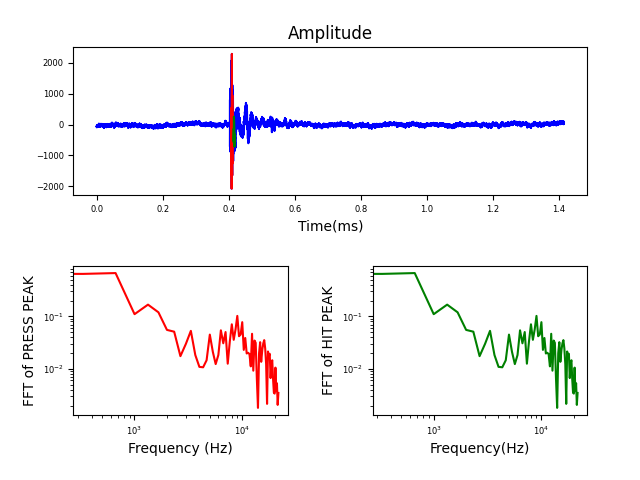 Amplitude
2000
1000
0
−1000
−2000
0.0 0.2 0.4 0.6 0.8 1.0 1.2 1.4
Time(ms)
FFT of PRESS PEAK
10⁻¹
10⁻²
10³ 10⁴
Frequency (Hz)
FFT of HIT PEAK
10⁻¹
10⁻²
10³ 10⁴
Frequency(Hz)